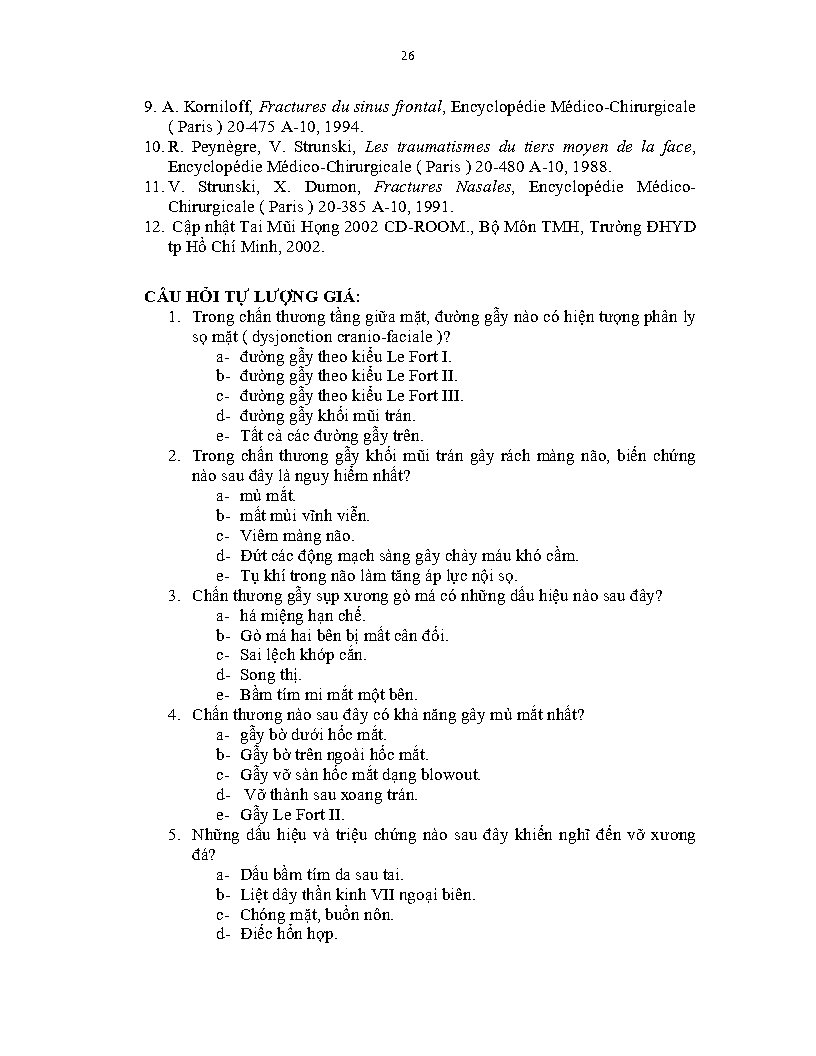 26
9. A. Korniloff, Fractures du sinus frontal, Encyclopédie Médico-Chirurgicale
( Paris ) 20-475 A-10, 1994.
10. R. Peynègre, V. Strunski, Les traumatismes du tiers moyen de la face,
Encyclopédie Médico-Chirurgicale ( Paris ) 20-480 A-10, 1988.
11. V. Strunski, X. Dumon, Fractures Nasales, Encyclopédie Médico-
Chirurgicale ( Paris ) 20-385 A-10, 1991.
12. Cập nhật Tai Mũi Họng 2002 CD-ROOM., Bộ Môn TMH, Trường ĐHYD
tp Hồ Chí Minh, 2002.
CÂU HỎI TỰ LƯỢNG GIÁ:
1. Trong chấn thương tầng giữa mặt, đường gẫy nào có hiện tượng phân ly
sọ mặt ( dysjonction cranio-faciale )?
a- đường gẫy theo kiểu Le Fort I.
b- đường gẫy theo kiểu Le Fort II.
c- đường gẫy theo kiểu Le Fort III.
d- đường gẫy khối mũi trán.
e- Tất cả các đường gẫy trên.
2. Trong chấn thương gẫy khối mũi trán gây rách màng não, biến chứng
nào sau đây là nguy hiểm nhất?
a- mù mắt.
b- mất mùi vĩnh viễn.
c- Viêm màng não.
d- Đứt các động mạch sàng gây chảy máu khó cầm.
e- Tụ khí trong não làm tăng áp lực nội sọ.
3. Chấn thương gẫy sụp xương gò má có những dấu hiệu nào sau đây?
a- há miệng hạn chế.
b- Gò má hai bên bị mất cân đối.
c- Sai lệch khớp cắn.
d- Song thị.
e- Bầm tím mi mắt một bên.
4. Chấn thương nào sau đây có khả năng gây mù mắt nhất?
a- gẫy bờ dưới hốc mắt.
b- Gẫy bờ trên ngoài hốc mắt.
c- Gẫy vỡ sàn hốc mắt dạng blowout.
d- Vỡ thành sau xoang trán.
e- Gẫy Le Fort II.
5. Những dấu hiệu và triệu chứng nào sau đây khiến nghĩ đến vỡ xương
đá?
a- Dấu bầm tím da sau tai.
b- Liệt dây thần kinh VII ngoại biên.
c- Chóng mặt, buồn nôn.
d- Điếc hổn hợp.